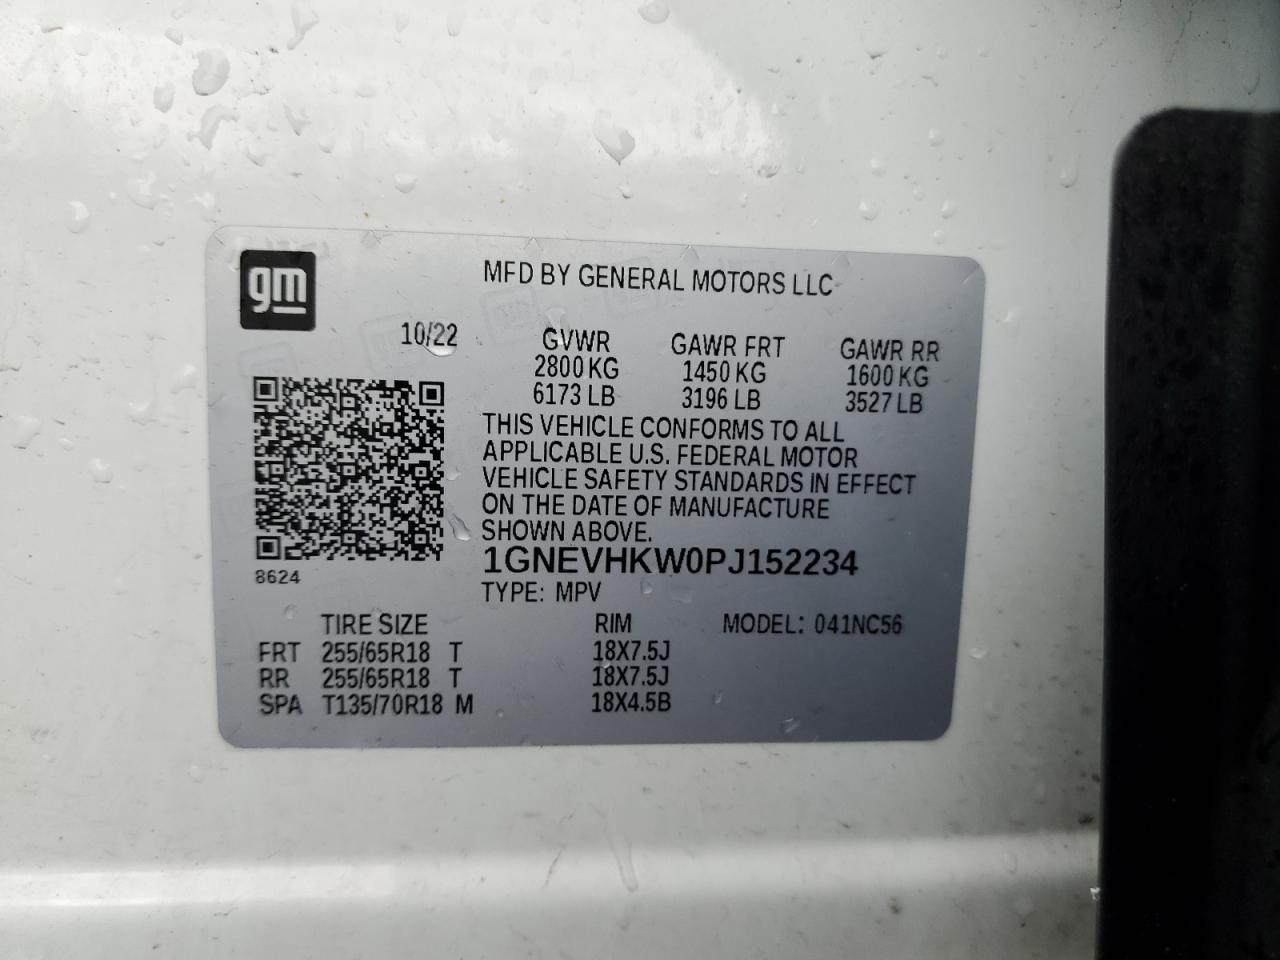 gm
MFD BY GENERAL MOTORS LLC
10/22 GVWR GAWR FRT GAWR RR
2800 KG 1450 KG 1600 KG
6173 LB 3196 LB 3527 LB
THIS VEHICLE CONFORMS TO ALL
APPLICABLE U.S. FEDERAL MOTOR
VEHICLE SAFETY STANDARDS IN EFFECT
ON THE DATE OF MANUFACTURE
SHOWN ABOVE.
1GNEVHKW0PJ152234
8624
TYPE: MPV
TIRE SIZE RIM MODEL: 041NC56
FRT 255/65R18 T 18X7.5J
RR 255/65R18 T 18X7.5J
SPA T135/70R18 M 18X4.5B